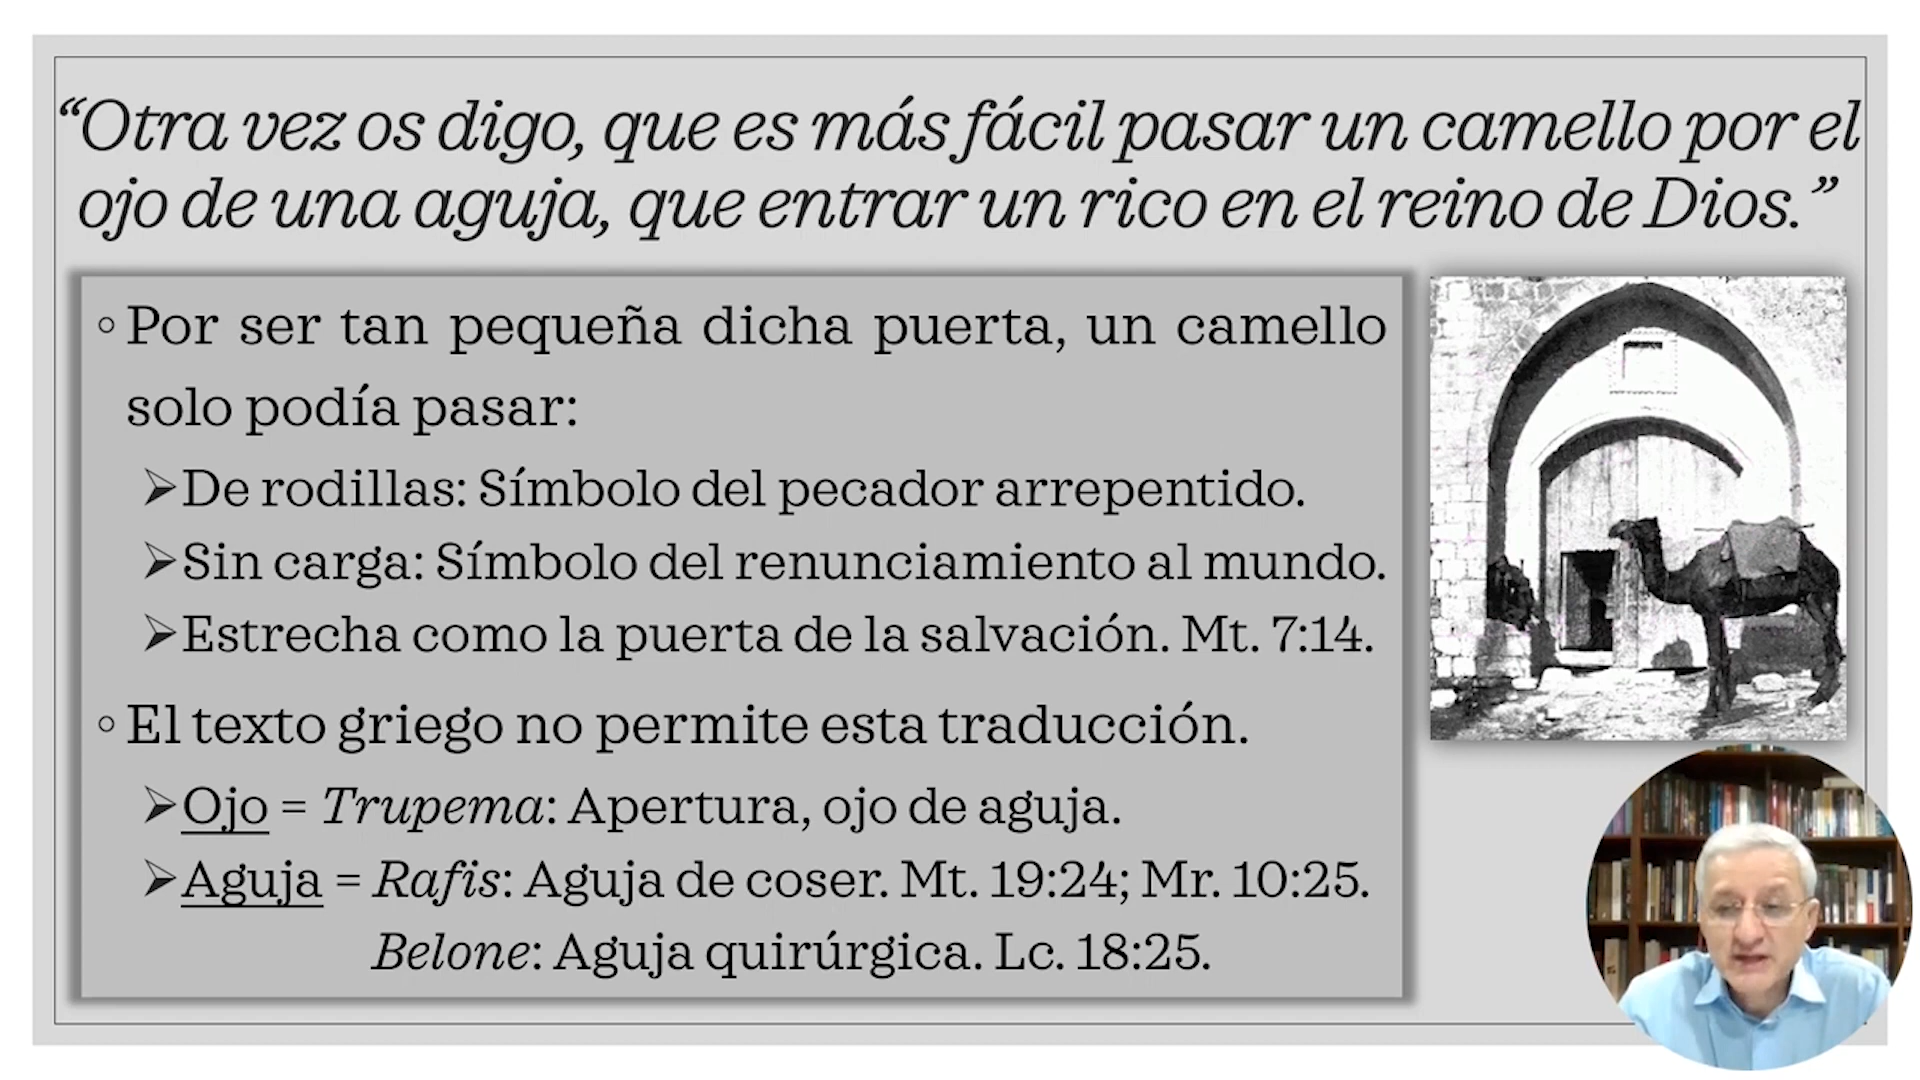 “Otra vez os digo, que es más fácil pasar un camello por el
ojo de una aguja, que entrar un rico en el reino de Dios.”
◦ Por ser tan pequeña dicha puerta, un camello
solo podía pasar:
➢De rodillas: Símbolo del pecador arrepentido.
➢Sin carga: Símbolo del renunciamiento al mundo.
➢Estrecha como la puerta de la salvación. Mt. 7:14.
◦ El texto griego no permite esta traducción.
➢Ojo = Trupema: Apertura, ojo de aguja.
➢Aguja = Rafis: Aguja de coser. Mt. 19:24; Mr. 10:25.
Belone: Aguja quirúrgica. Lc. 18:25.